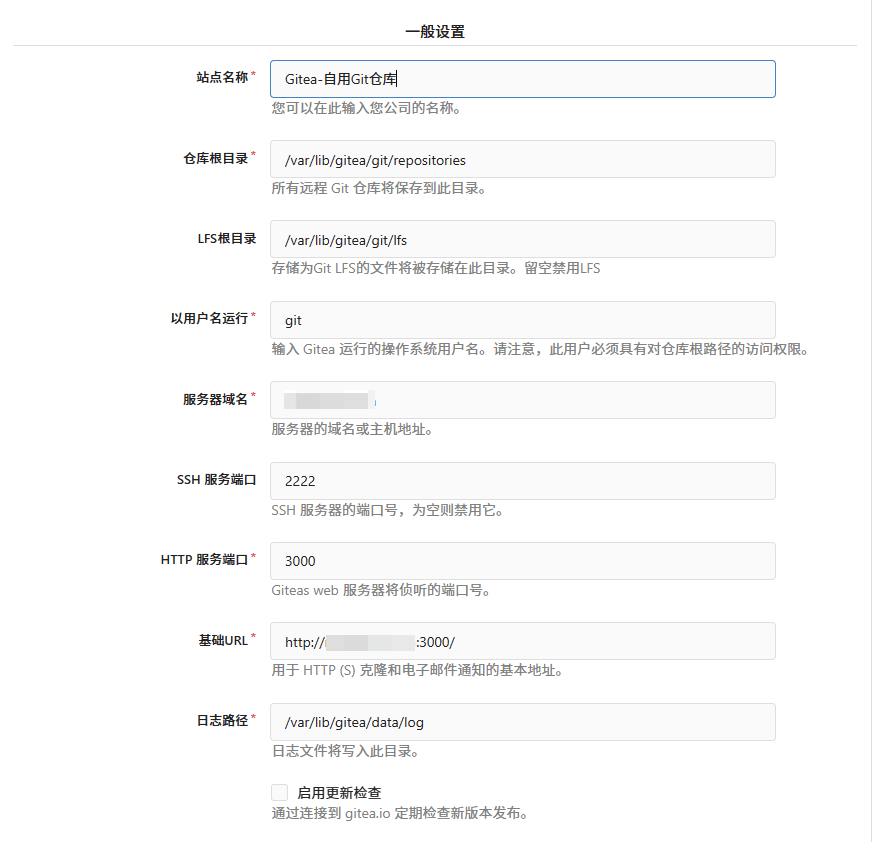 一般设置
站点名称*
Gitea-自用Git仓库
您可以在此输入您公司的名称。
仓库根目录*
/var/lib/gitea/git/repositories
所有远程 Git 仓库将保存到此目录。
LFS根目录
/var/lib/gitea/git/lfs
存储为Git LFS的文件将被存储在此目录。留空禁用LFS
以用户名运行*
git
输入 Gitea 运行的操作系统用户名。请注意，此用户必须具有对仓库根路径的访问权限。
服务器域名*
服务器的域名或主机地址。
SSH 服务端口
2222
SSH 服务器的端口号，为空则禁用它。
HTTP 服务端口*
3000
Giteas web 服务器将侦听的端口号。
基础URL*
http:// :3000/
用于 HTTP (S) 克隆和电子邮件通知的基本地址。
日志路径*
/var/lib/gitea/data/log
日志文件将写入此目录。
启用更新检查
通过连接到 gitea.io 定期检查新版本发布。